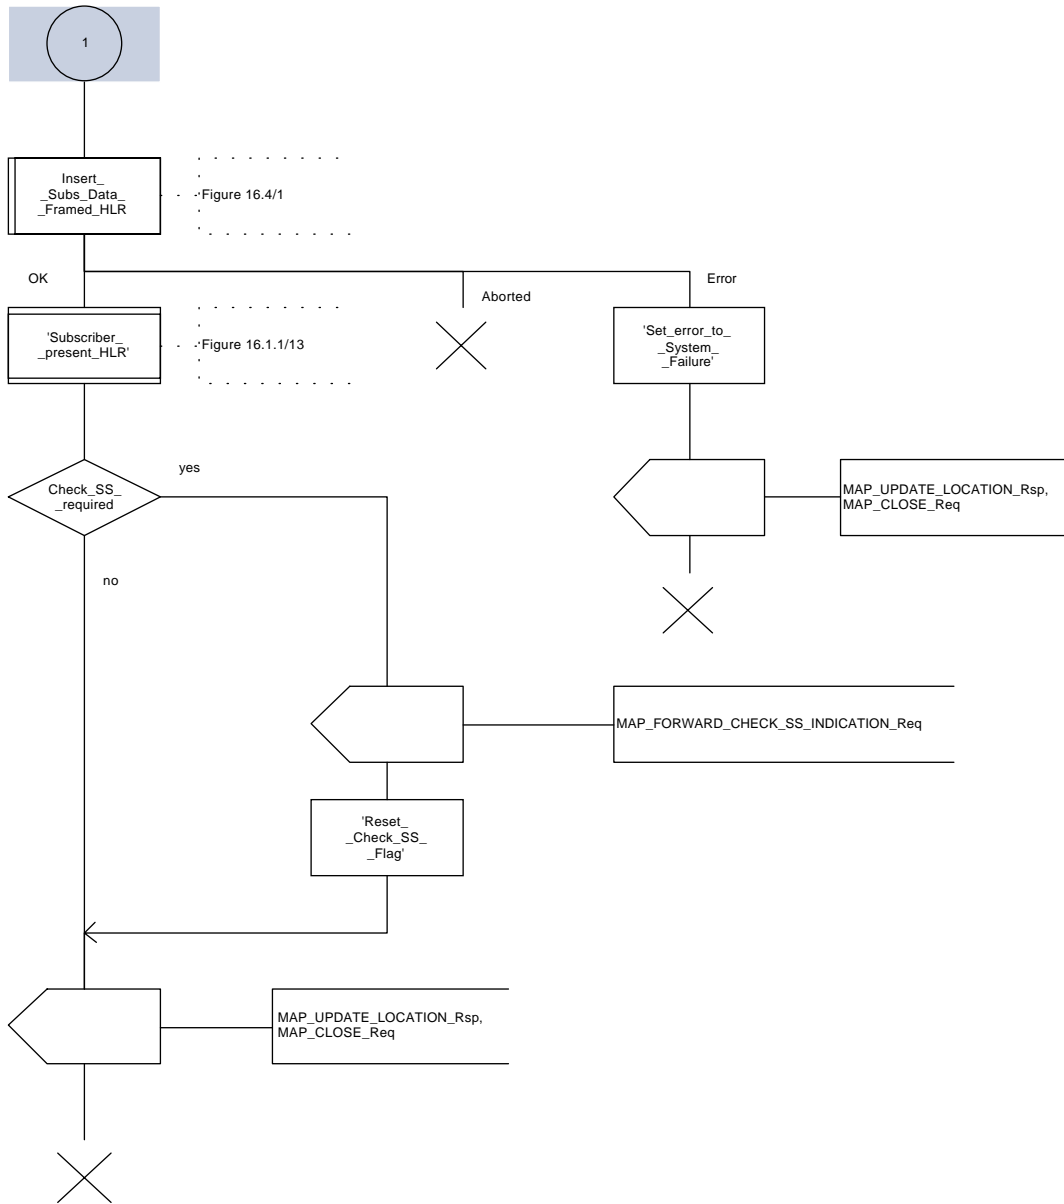 1
Insert_
_Subs_Data_
_Framed_HLR
Figure 16.4/1
OK
Aborted
Error
'Subscriber_
_present_HLR'
Figure 16.1.1/13
'Set_error_to_
_System_
_Failure'
Check_SS_
_required
yes
MAP_UPDATE_LOCATION_Rsp,
MAP_CLOSE_Req
no
MAP_FORWARD_CHECK_SS_INDICATION_Req
'Reset_
_Check_SS_
_Flag'
MAP_UPDATE_LOCATION_Rsp,
MAP_CLOSE_Req